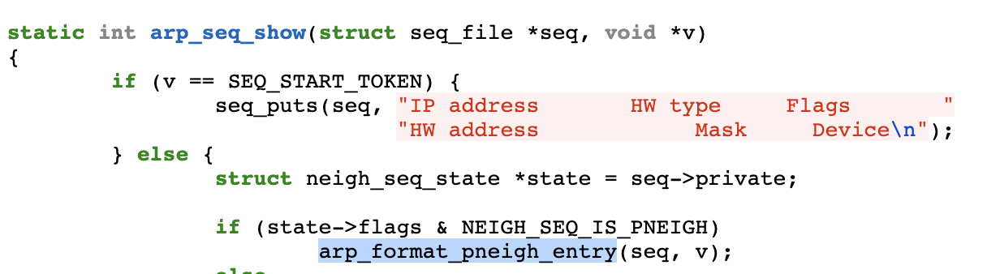 static int arp_seq_show(struct seq_file *seq, void *v)
{
        if (v == SEQ_START_TOKEN) {
                seq_puts(seq, "IP address       HW type     Flags       "
                              "HW address            Mask     Device\n");
        } else {
                struct neigh_seq_state *state = seq->private;

                if (state->flags & NEIGH_SEQ_IS_PNEIGH)
                        arp_format_pneigh_entry(seq, v);
                else